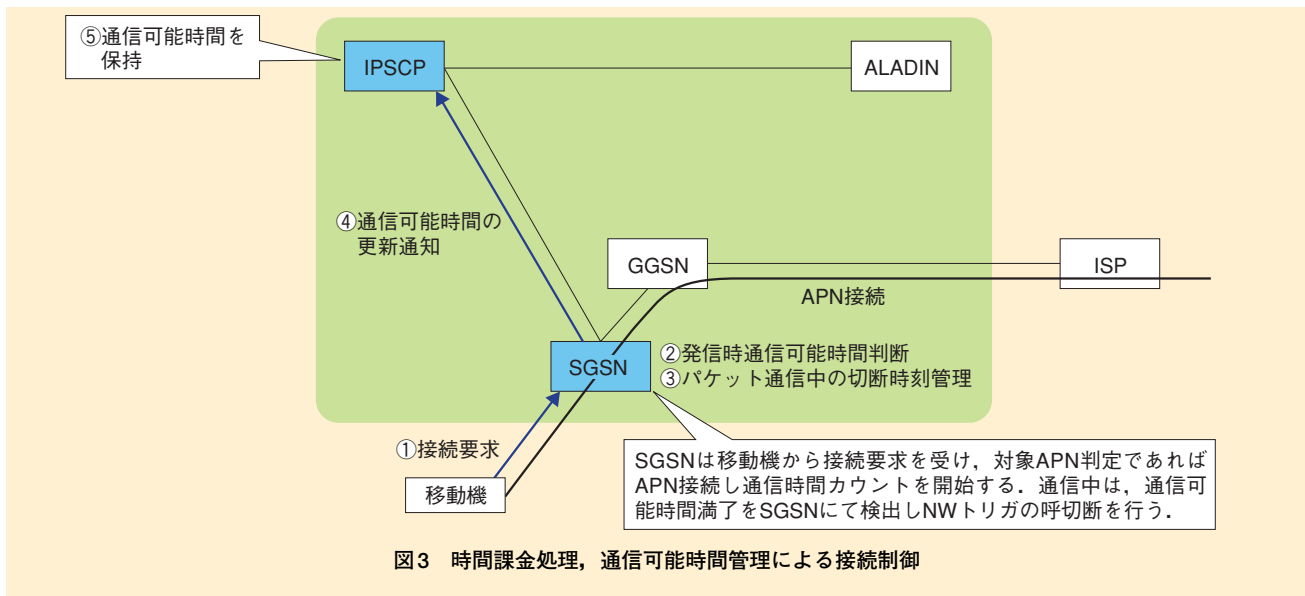 ⑤通信可能時間を
保持
IPSCP
ALADIN
④通信可能時間の
更新通知
GGSN
ISP
APN接続
SGSN
②発信時通信可能時間判断
③パケット通信中の切断時刻管理
①接続要求
移動機
SGSNは移動機から接続要求を受け，対象APN判定であれば
APN接続し通信時間カウントを開始する．通信中は，通信可
能時間満了をSGSNにて検出しNWトリガの呼切断を行う．
図3 時間課金処理，通信可能時間管理による接続制御